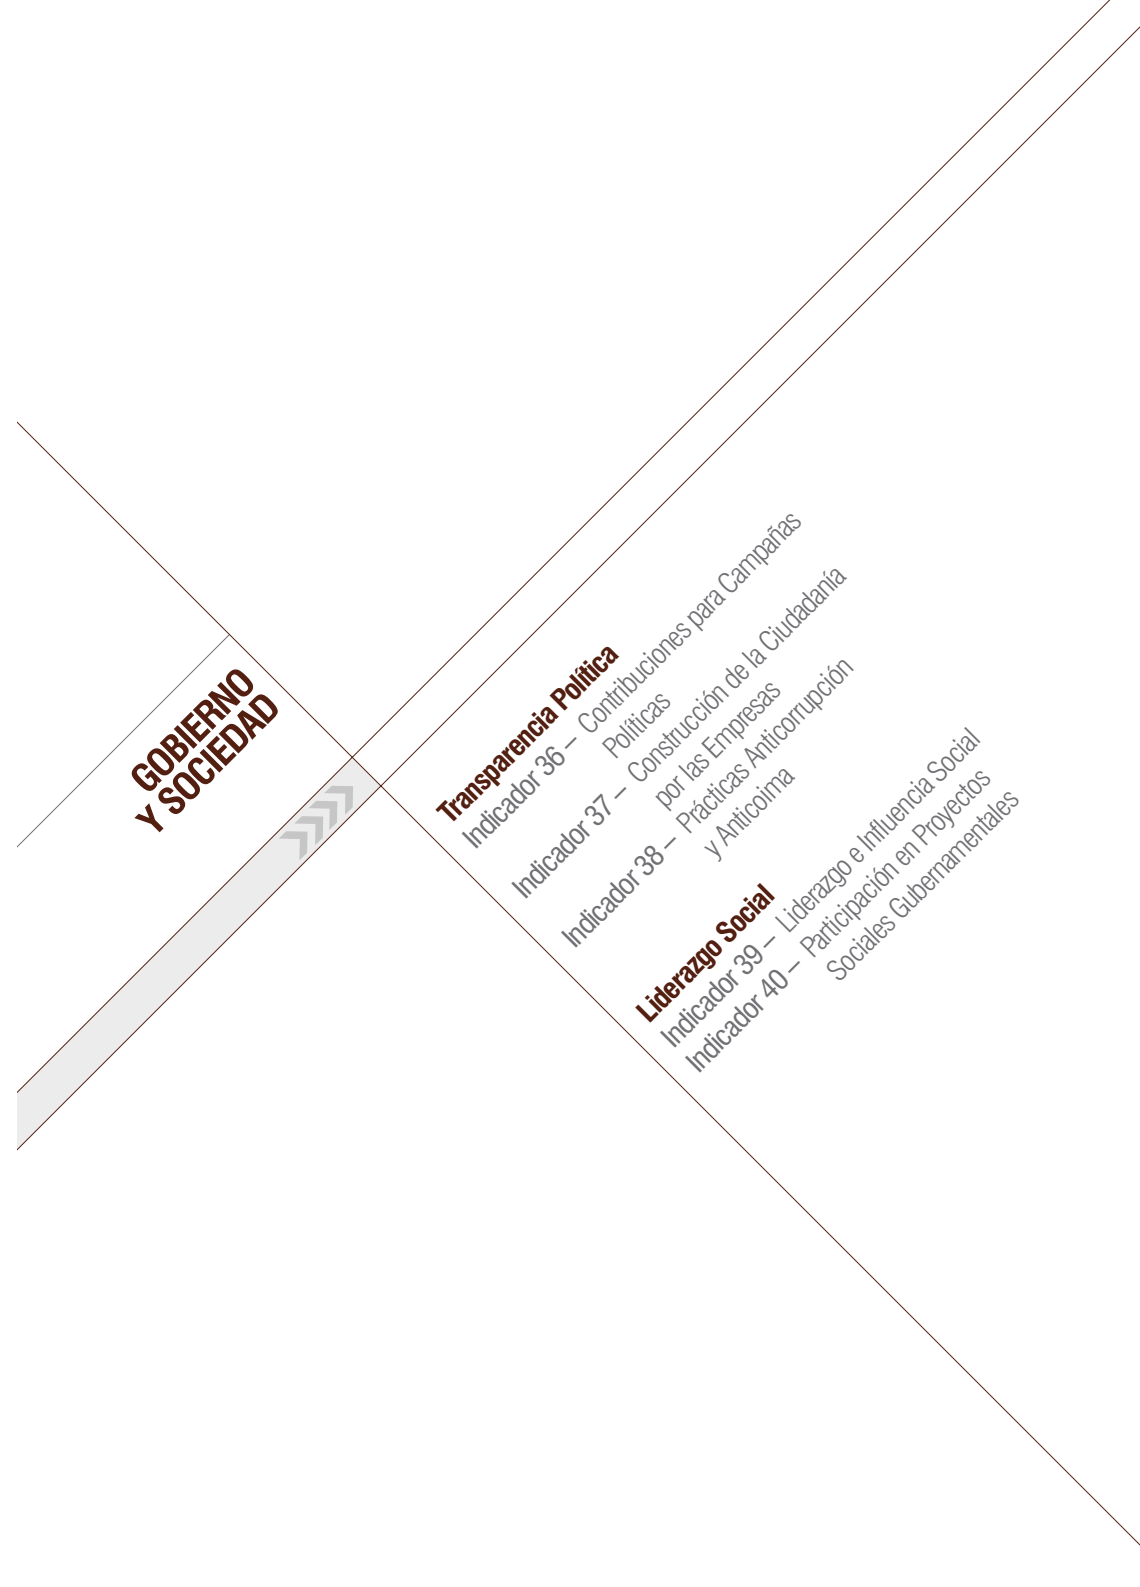 GOBIERNO
Y SOCIEDAD
Transparencia Política
Indicador 36 – Contribuciones para Campañas
Políticas
Indicador 37 – Construcción de la Ciudadanía
por las Empresas
Indicador 38 – Prácticas Anticorrupción
y Anticoima
Liderazgo Social
Indicador 39 – Liderazgo e Influencia Social
Indicador 40 – Participación en Proyectos
Sociales Gubernamentales